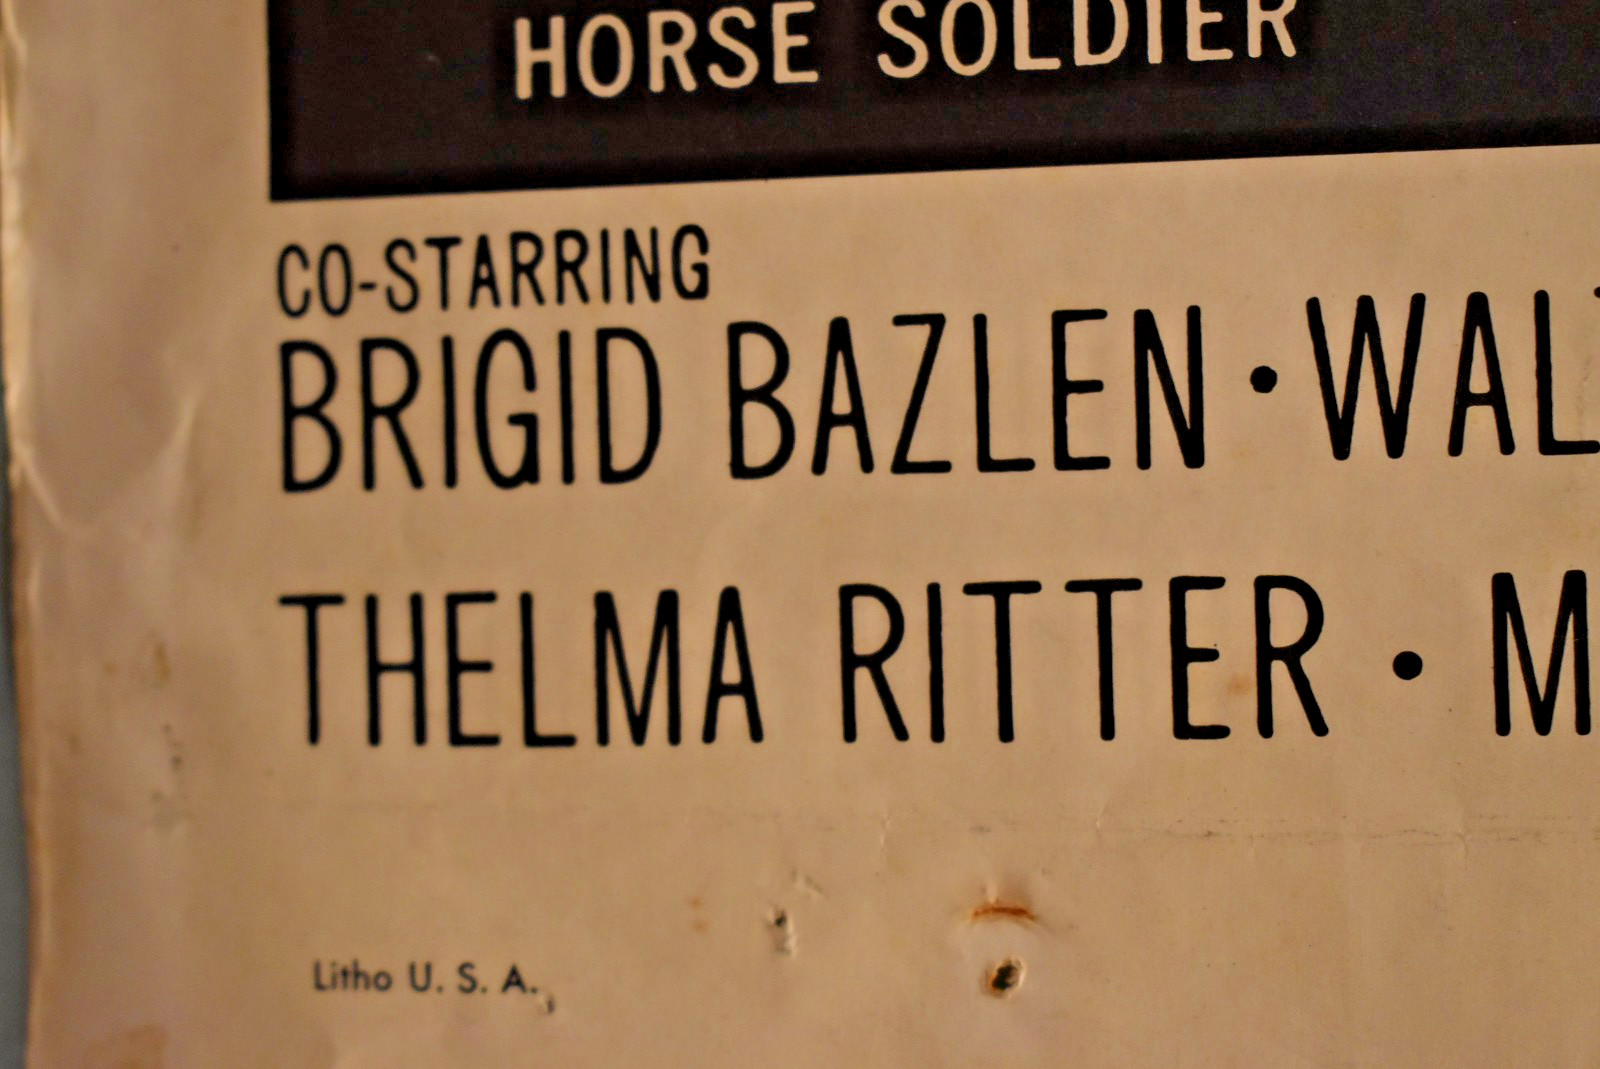 HORSE SOLDIER
CO-STARRING
BRIGID BAZLEN • WAL
THELMA RITTER • M
Litho U. S. A.